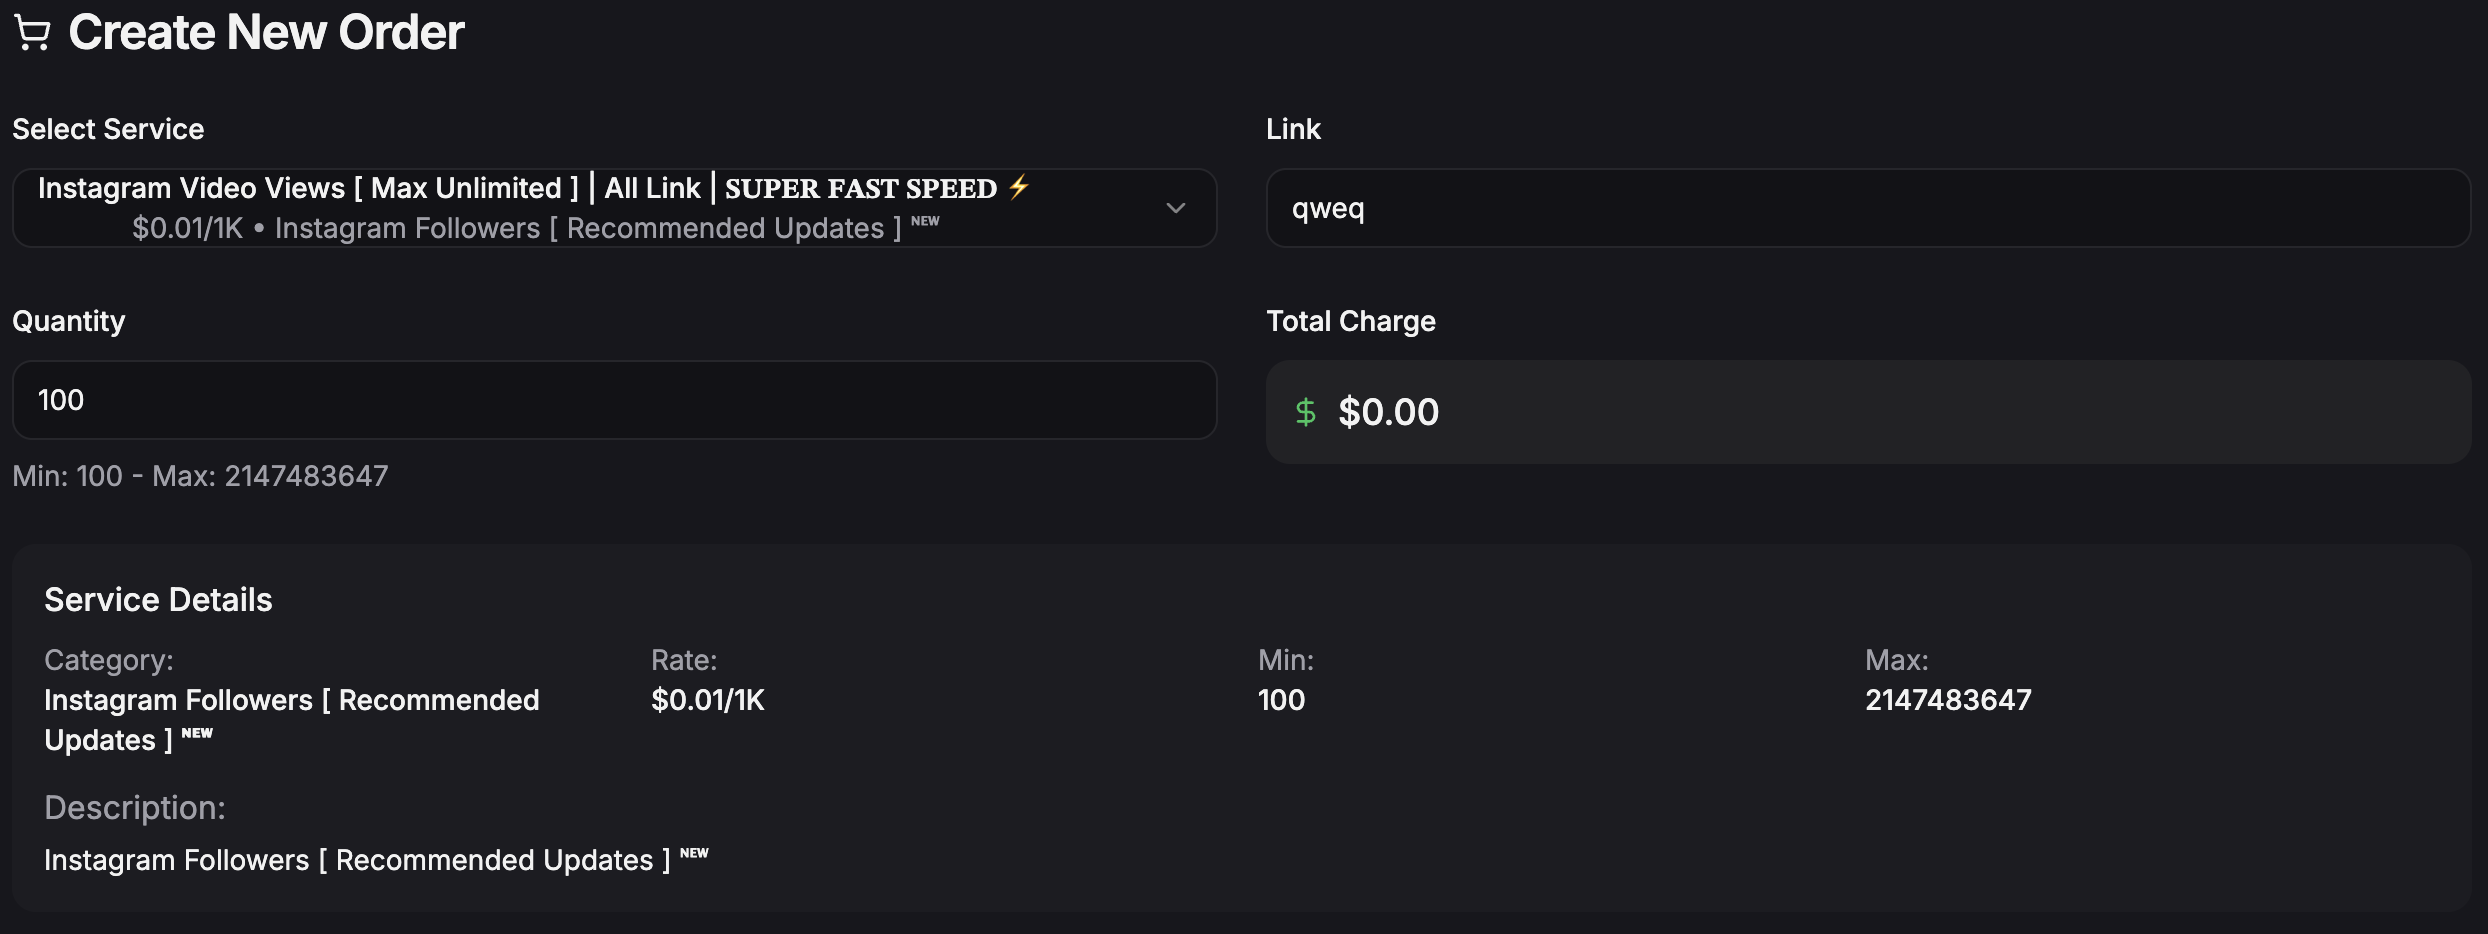 Create New Order
Select Service
Instagram Video Views [ Max Unlimited ] | All Link | 𝐒𝐔𝐏𝐄𝐑 𝐅𝐀𝐒𝐓 𝐒𝐏𝐄𝐄𝐃 ⚡
$0.01/1K • Instagram Followers [ Recommended Updates ] ᴺᴱᵂ
Link
qweq
Quantity
100
Min: 100 - Max: 2147483647
Total Charge
$ $0.00
Service Details
Category:
Instagram Followers [ Recommended
Updates ] ᴺᴱᵂ
Rate:
$0.01/1K
Min:
100
Max:
2147483647
Description:
Instagram Followers [ Recommended Updates ] ᴺᴱᵂ